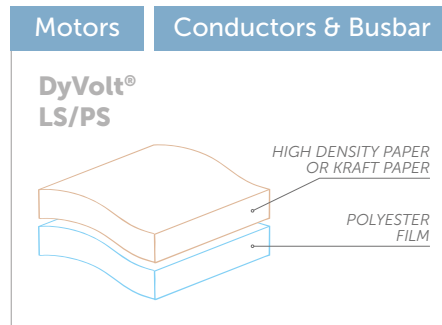 Motors
Conductors & Busbar
DyVolt®
LS/PS
HIGH DENSITY PAPER
OR KRAFT PAPER
POLYESTER
FILM